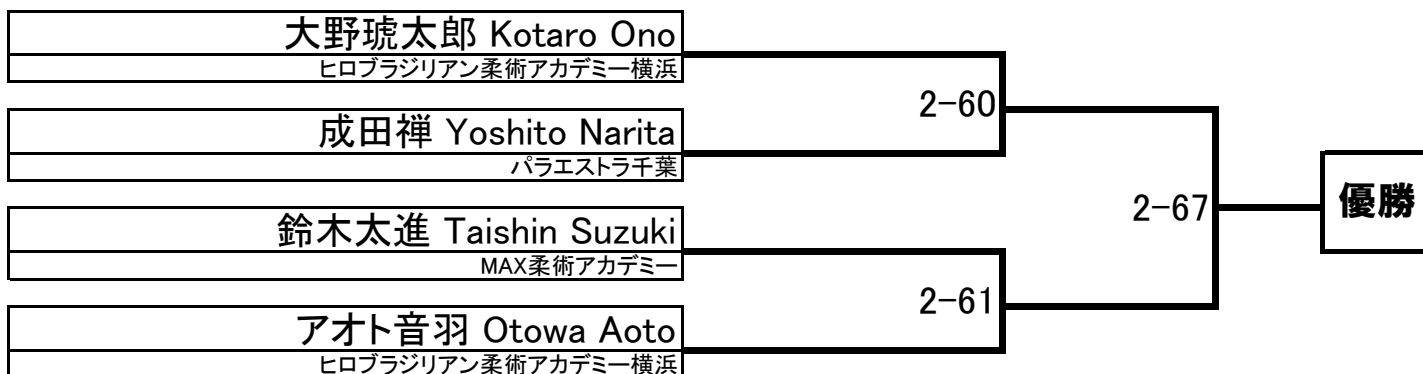 大野琥太郎 Kotaro Ono
ヒロブラジリアン柔術アカデミー横浜
2-60
成田禅 Yoshito Narita
パラエストラ千葉
2-67
優勝
鈴木太進 Taishin Suzuki
MAX柔術アカデミー
2-61
アオト音羽 Otowa Aoto
ヒロブラジリアン柔術アカデミー横浜